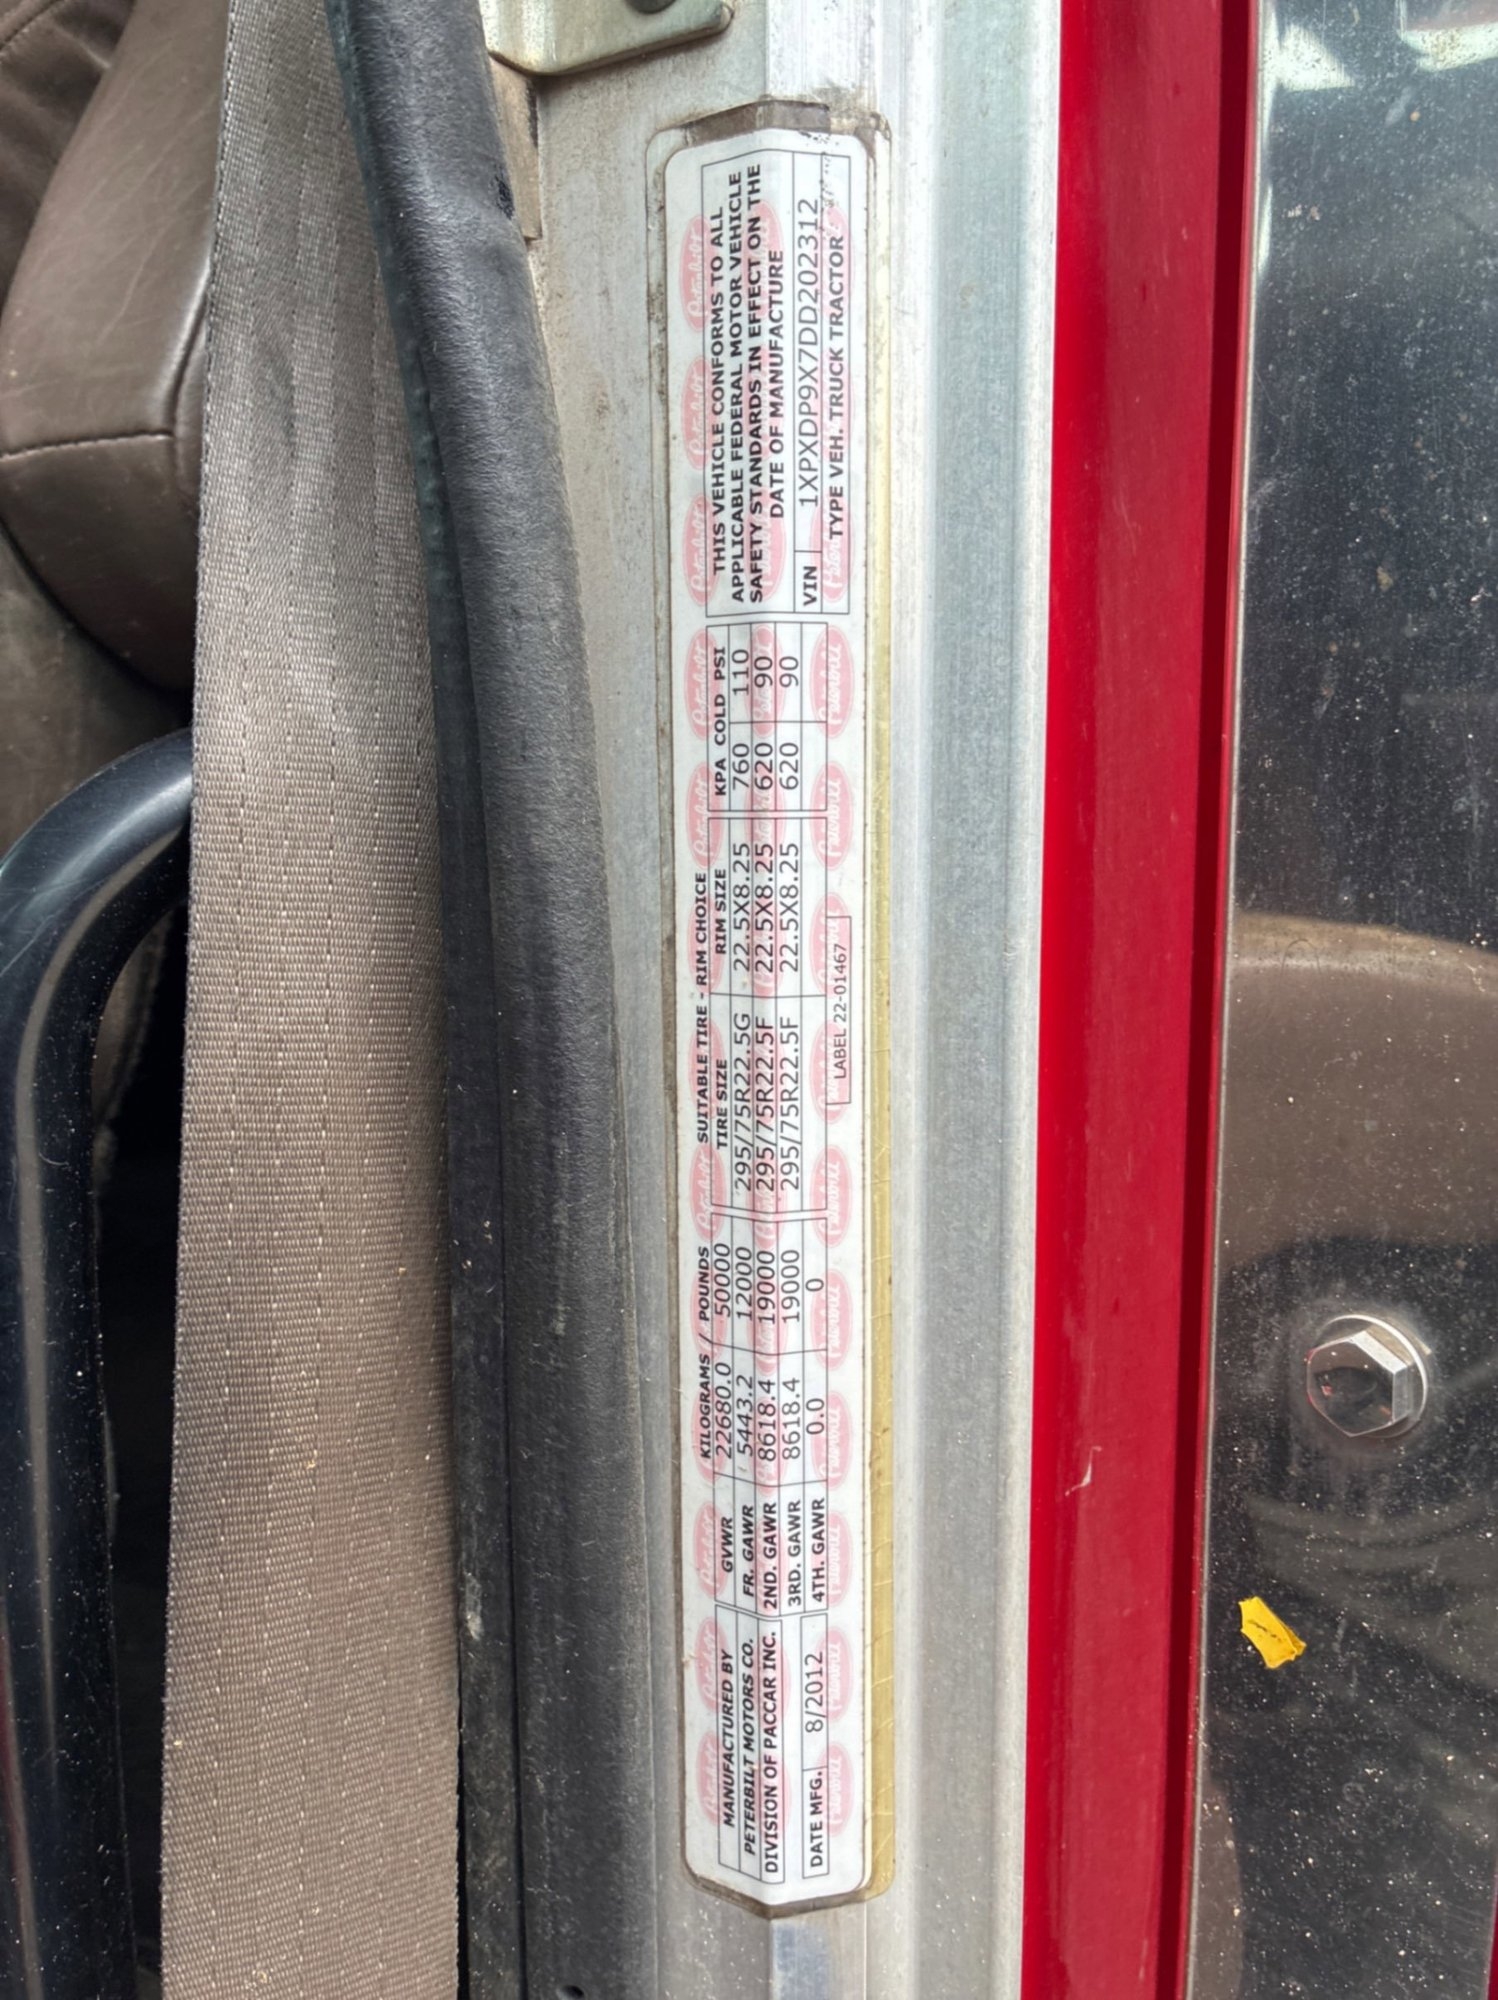 MANUFACTURED BY
PETERBILT MOTORS CO.
DIVISION OF PACCAR INC.
DATE MFG. 8/2012
KILOGRAMS / POUNDS
GVWR 22680.0 50000
FR. GAWR 5443.2 12000
2ND. GAWR 8618.4 19000
3RD. GAWR 8618.4 19000
4TH. GAWR 0.0 0
SUITABLE TIRE - RIM CHOICE
TIRE SIZE RIM SIZE KPA COLD PSI
295/75R22.5G 22.5X8.25 760 110
295/75R22.5F 22.5X8.25 620 90
295/75R22.5F 22.5X8.25 620 90
LABEL 22-01467
THIS VEHICLE CONFORMS TO ALL
APPLICABLE FEDERAL MOTOR VEHICLE
SAFETY STANDARDS IN EFFECT ON THE
DATE OF MANUFACTURE
VIN 1XPXDP9X7DD202312
TYPE VEH. TRUCK TRACTOR
Peterbilt